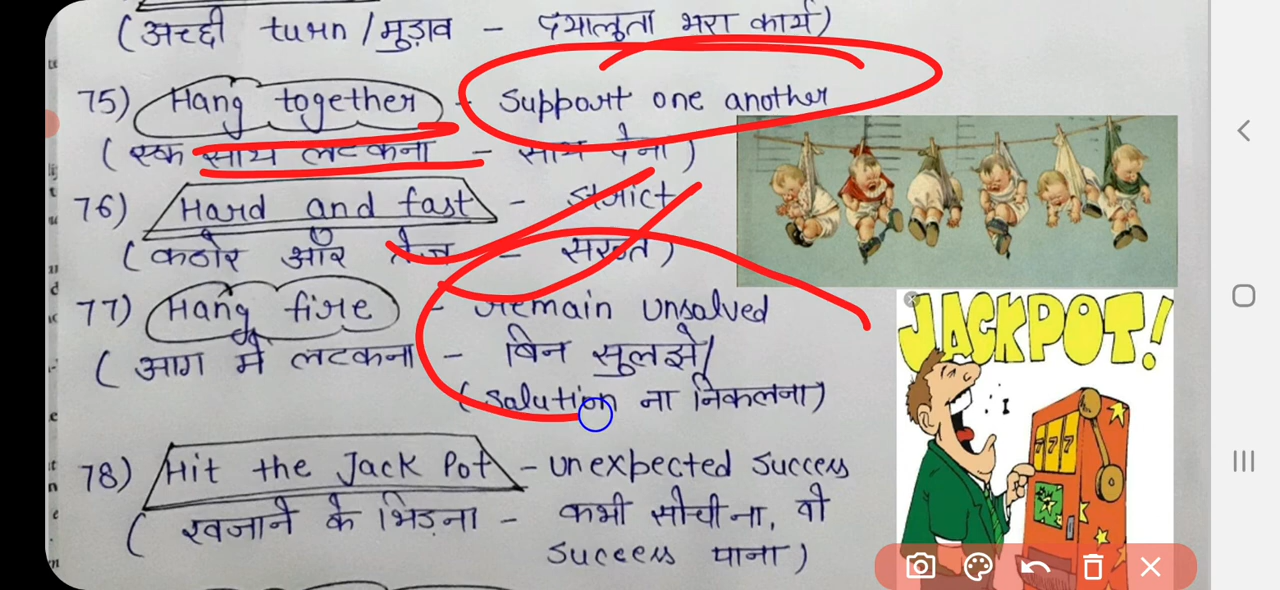 (अच्छी turn/मुड़ाव – दयालुता भरा कार्य)
75) Hang together – Support one another
(एक साथ लटकना – साथ देना)
76) Hard and fast – strict
(कठोर और तेज – सख्त)
77) Hang fire – remain unsolved
(आग में लटकना – बिन सुलझे/
(Solution ना निकलना)
78) Hit the Jack Pot – unexpected success
(खजाने के भिड़ना – कभी सोची ना, वो
success पाना)
JACKPOT!
777